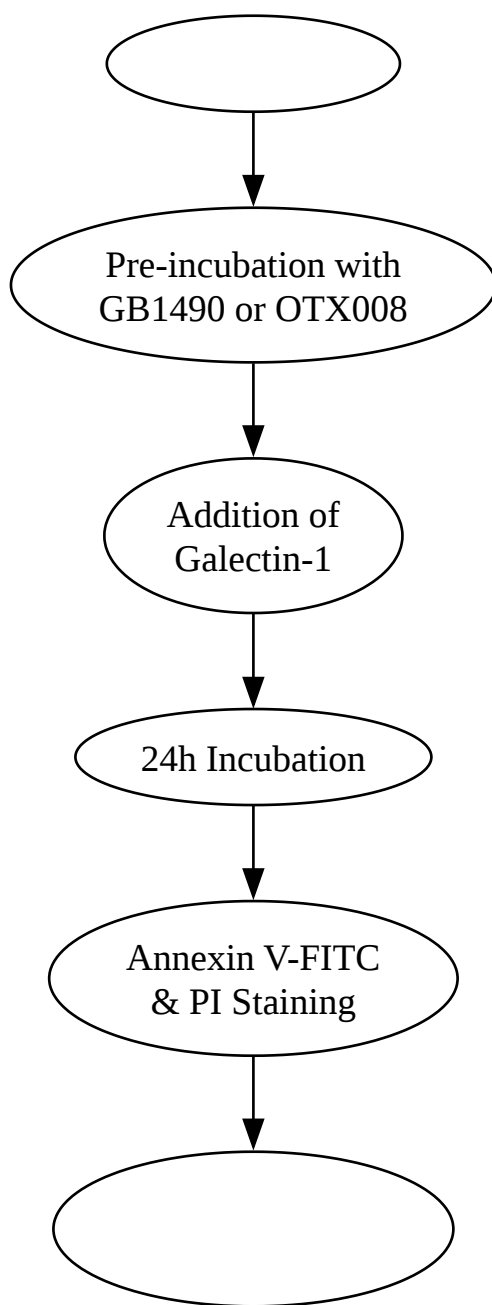 Pre-incubation with
GB1490 or OTX008
Addition of
Galectin-1
24h Incubation
Annexin V-FITC
& PI Staining